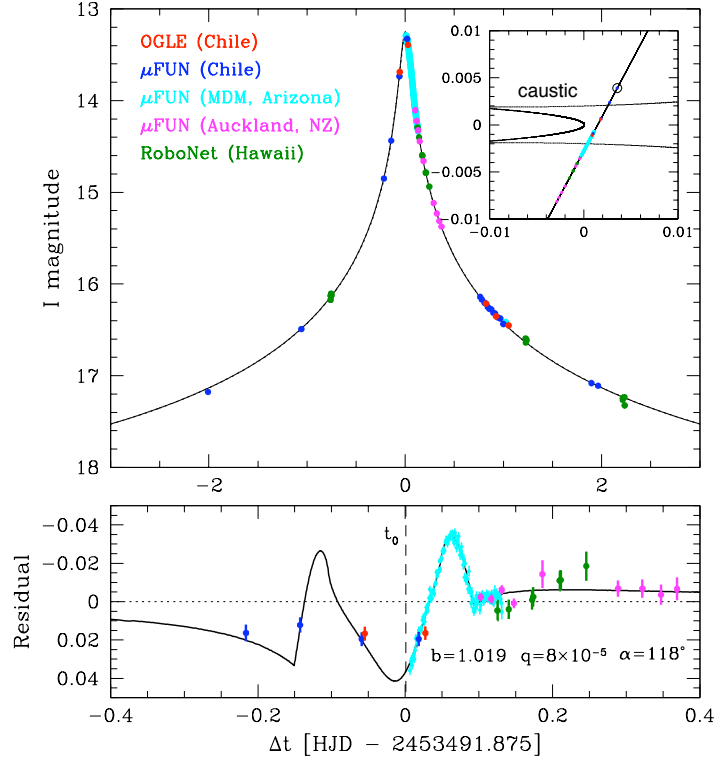 OGLE (Chile)
μFUN (Chile)
μFUN (MDM, Arizona)
μFUN (Auckland, NZ)
RoboNet (Hawaii)
I magnitude
13
14
15
16
17
18
−2
0
2
caustic
0.01
0.005
0
−0.005
−0.01
−0.01
0
0.01
Residual
−0.04
−0.02
0
0.02
0.04
t0
b=1.019 q=8×10−5 α=118°
−0.4
−0.2
0
0.2
0.4
Δt [HJD − 2453491.875]